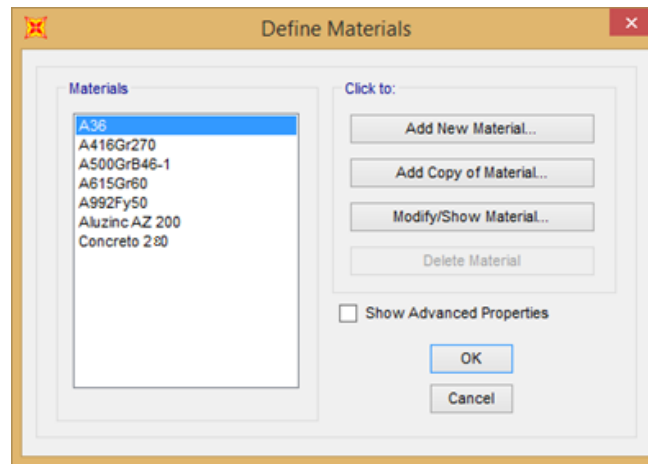 Define Materials
Materials
A36
A416Gr270
A500GrB46-1
A615Gr60
A992Fy50
Aluzinc AZ 200
Concreto 280
Click to:
Add New Material...
Add Copy of Material...
Modify/Show Material...
Delete Material
Show Advanced Properties
OK
Cancel